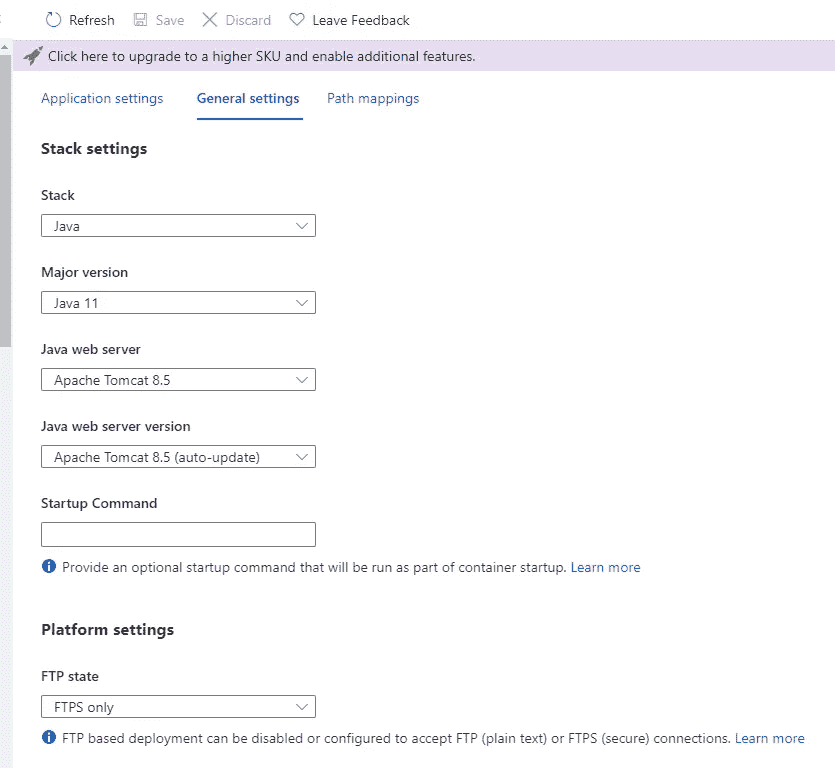 Refresh Save Discard Leave Feedback
Click here to upgrade to a higher SKU and enable additional features.
Application settings General settings Path mappings
Stack settings
Stack
Java
Major version
Java 11
Java web server
Apache Tomcat 8.5
Java web server version
Apache Tomcat 8.5 (auto-update)
Startup Command
Provide an optional startup command that will be run as part of container startup. Learn more
Platform settings
FTP state
FTPS only
FTP based deployment can be disabled or configured to accept FTP (plain text) or FTPS (secure) connections. Learn more